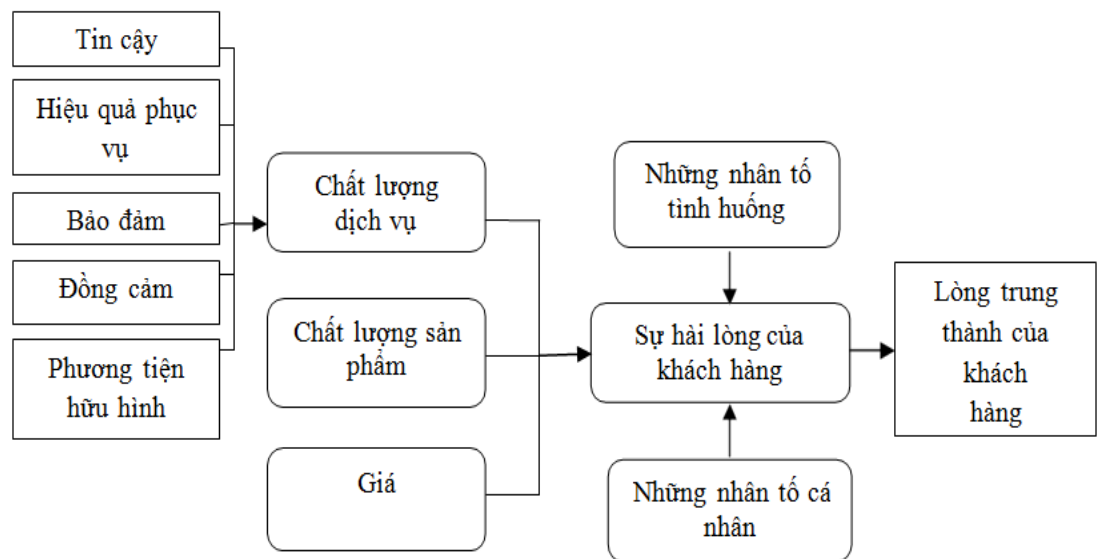 Tin cậy
Hiệu quả phục
vụ
Bảo đảm
Đồng cảm
Phương tiện
hữu hình
Chất lượng
dịch vụ
Chất lượng sản
phẩm
Giá
Những nhân tố
tình huống
Sự hài lòng của
khách hàng
Những nhân tố cá
nhân
Lòng trung
thành của
khách
hàng